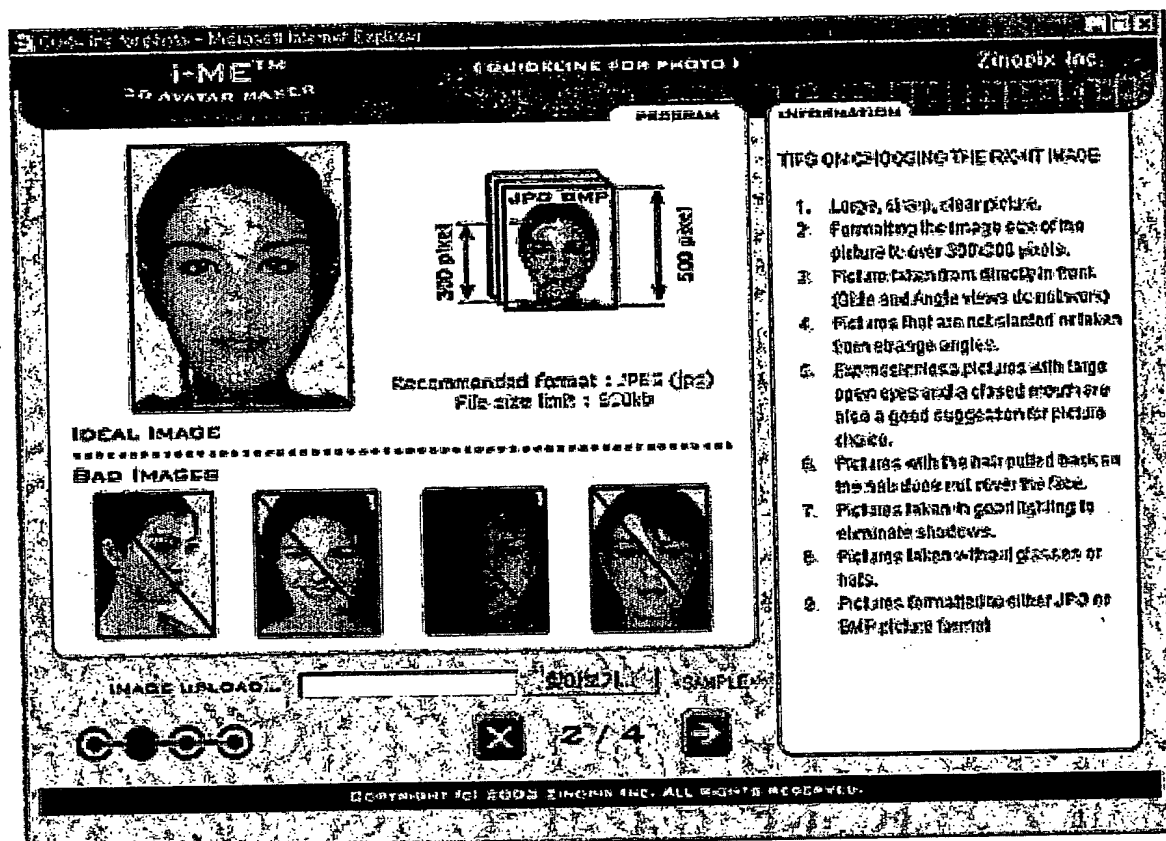 Microsoft Internet Explorer
i-ME™
AVATAR MAKER
( GUIDELINE FOR PHOTO )
Zinopix Inc.
PROGRAM
JPG BMP
300 pixel
500 pixel
Recommended format : JPEG (jpg)
File size limit :
IDEAL IMAGE
BAD IMAGES
INFORMATION
TIPS ON CHOOSING THE RIGHT IMAGE
1. Large, sharp, clear picture.
2. Formatting the image size of the
picture to over 300x300 pixels.
3. Picture taken from directly in front.
(Side and Angle views do not work)
4. Pictures that are not slanted or taken
from strange angles.
5. Expressionless pictures with large
open eyes and a closed mouth are
also a good suggestion for picture
choice.
6. Pictures with the hair pulled back so
the hair does not cover the face.
7. Pictures taken in good lighting to
eliminate shadows.
8. Pictures taken without glasses or
hats.
9. Pictures formatted to either JPG or
BMP picture format
IMAGE UPLOAD...
SAMPLE
2 / 4
COPYRIGHT (C) 2003 ZINOPIX INC. ALL RIGHTS RESERVED.